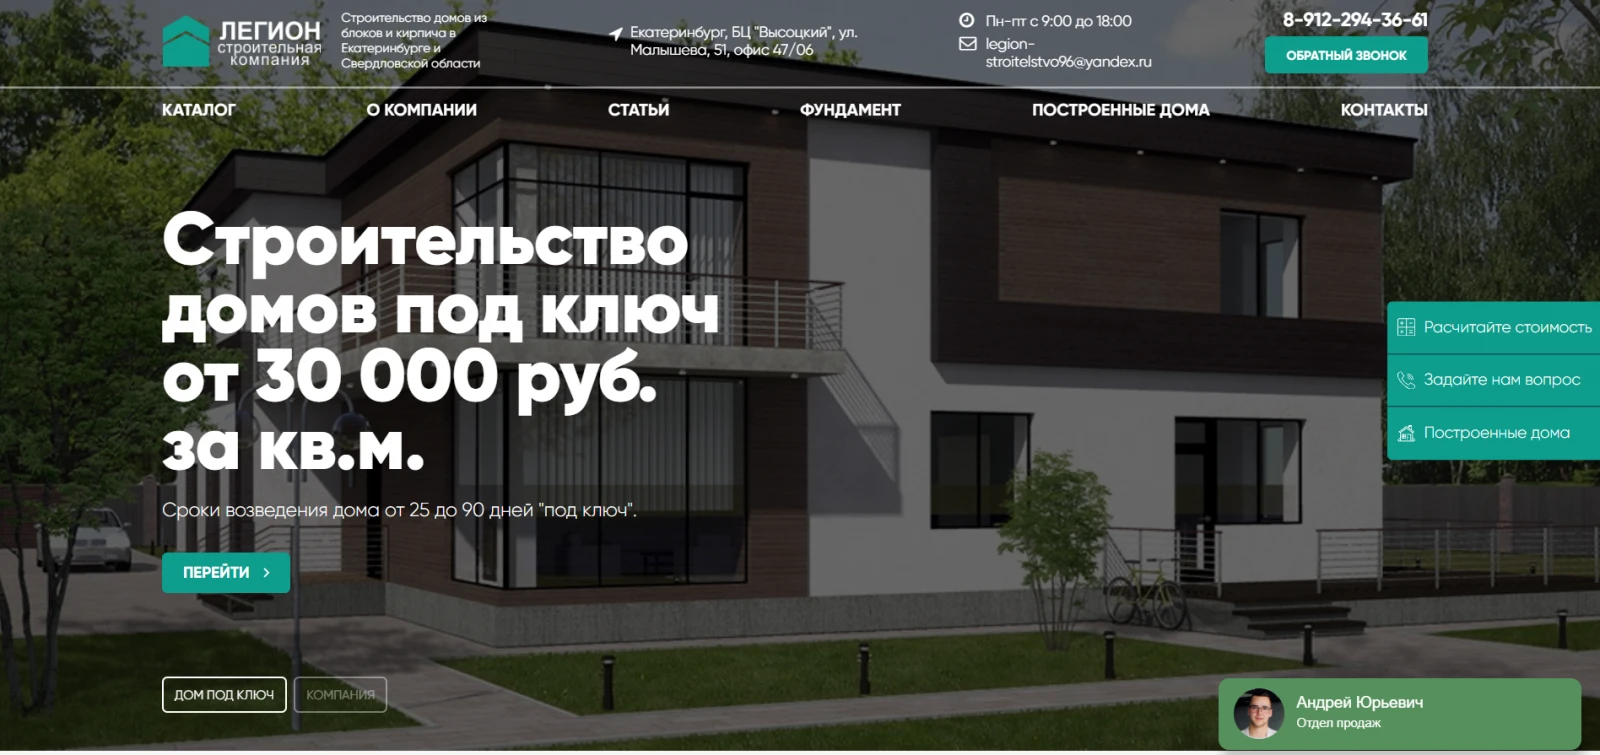 ЛЕГИОН
строительная
компания
Строительство домов из
блоков и кирпича в
Екатеринбурге и
Свердловской области
Екатеринбург, БЦ "Высоцкий", ул.
Малышева, 51, офис 47/06
Пн-пт с 9:00 до 18:00
legion-
stroitelstvo96@yandex.ru
8-912-294-36-61
ОБРАТНЫЙ ЗВОНОК
КАТАЛОГ
О КОМПАНИИ
СТАТЬИ
ФУНДАМЕНТ
ПОСТРОЕННЫЕ ДОМА
КОНТАКТЫ
Строительство
домов под ключ
от 30 000 руб.
за кв.м.
Сроки возведения дома от 25 до 90 дней "под ключ".
ПЕРЕЙТИ
Расчитайте стоимость
Задайте нам вопрос
Построенные дома
ДОМ ПОД КЛЮЧ
КОМПАНИЯ
Андрей Юрьевич
Отдел продаж